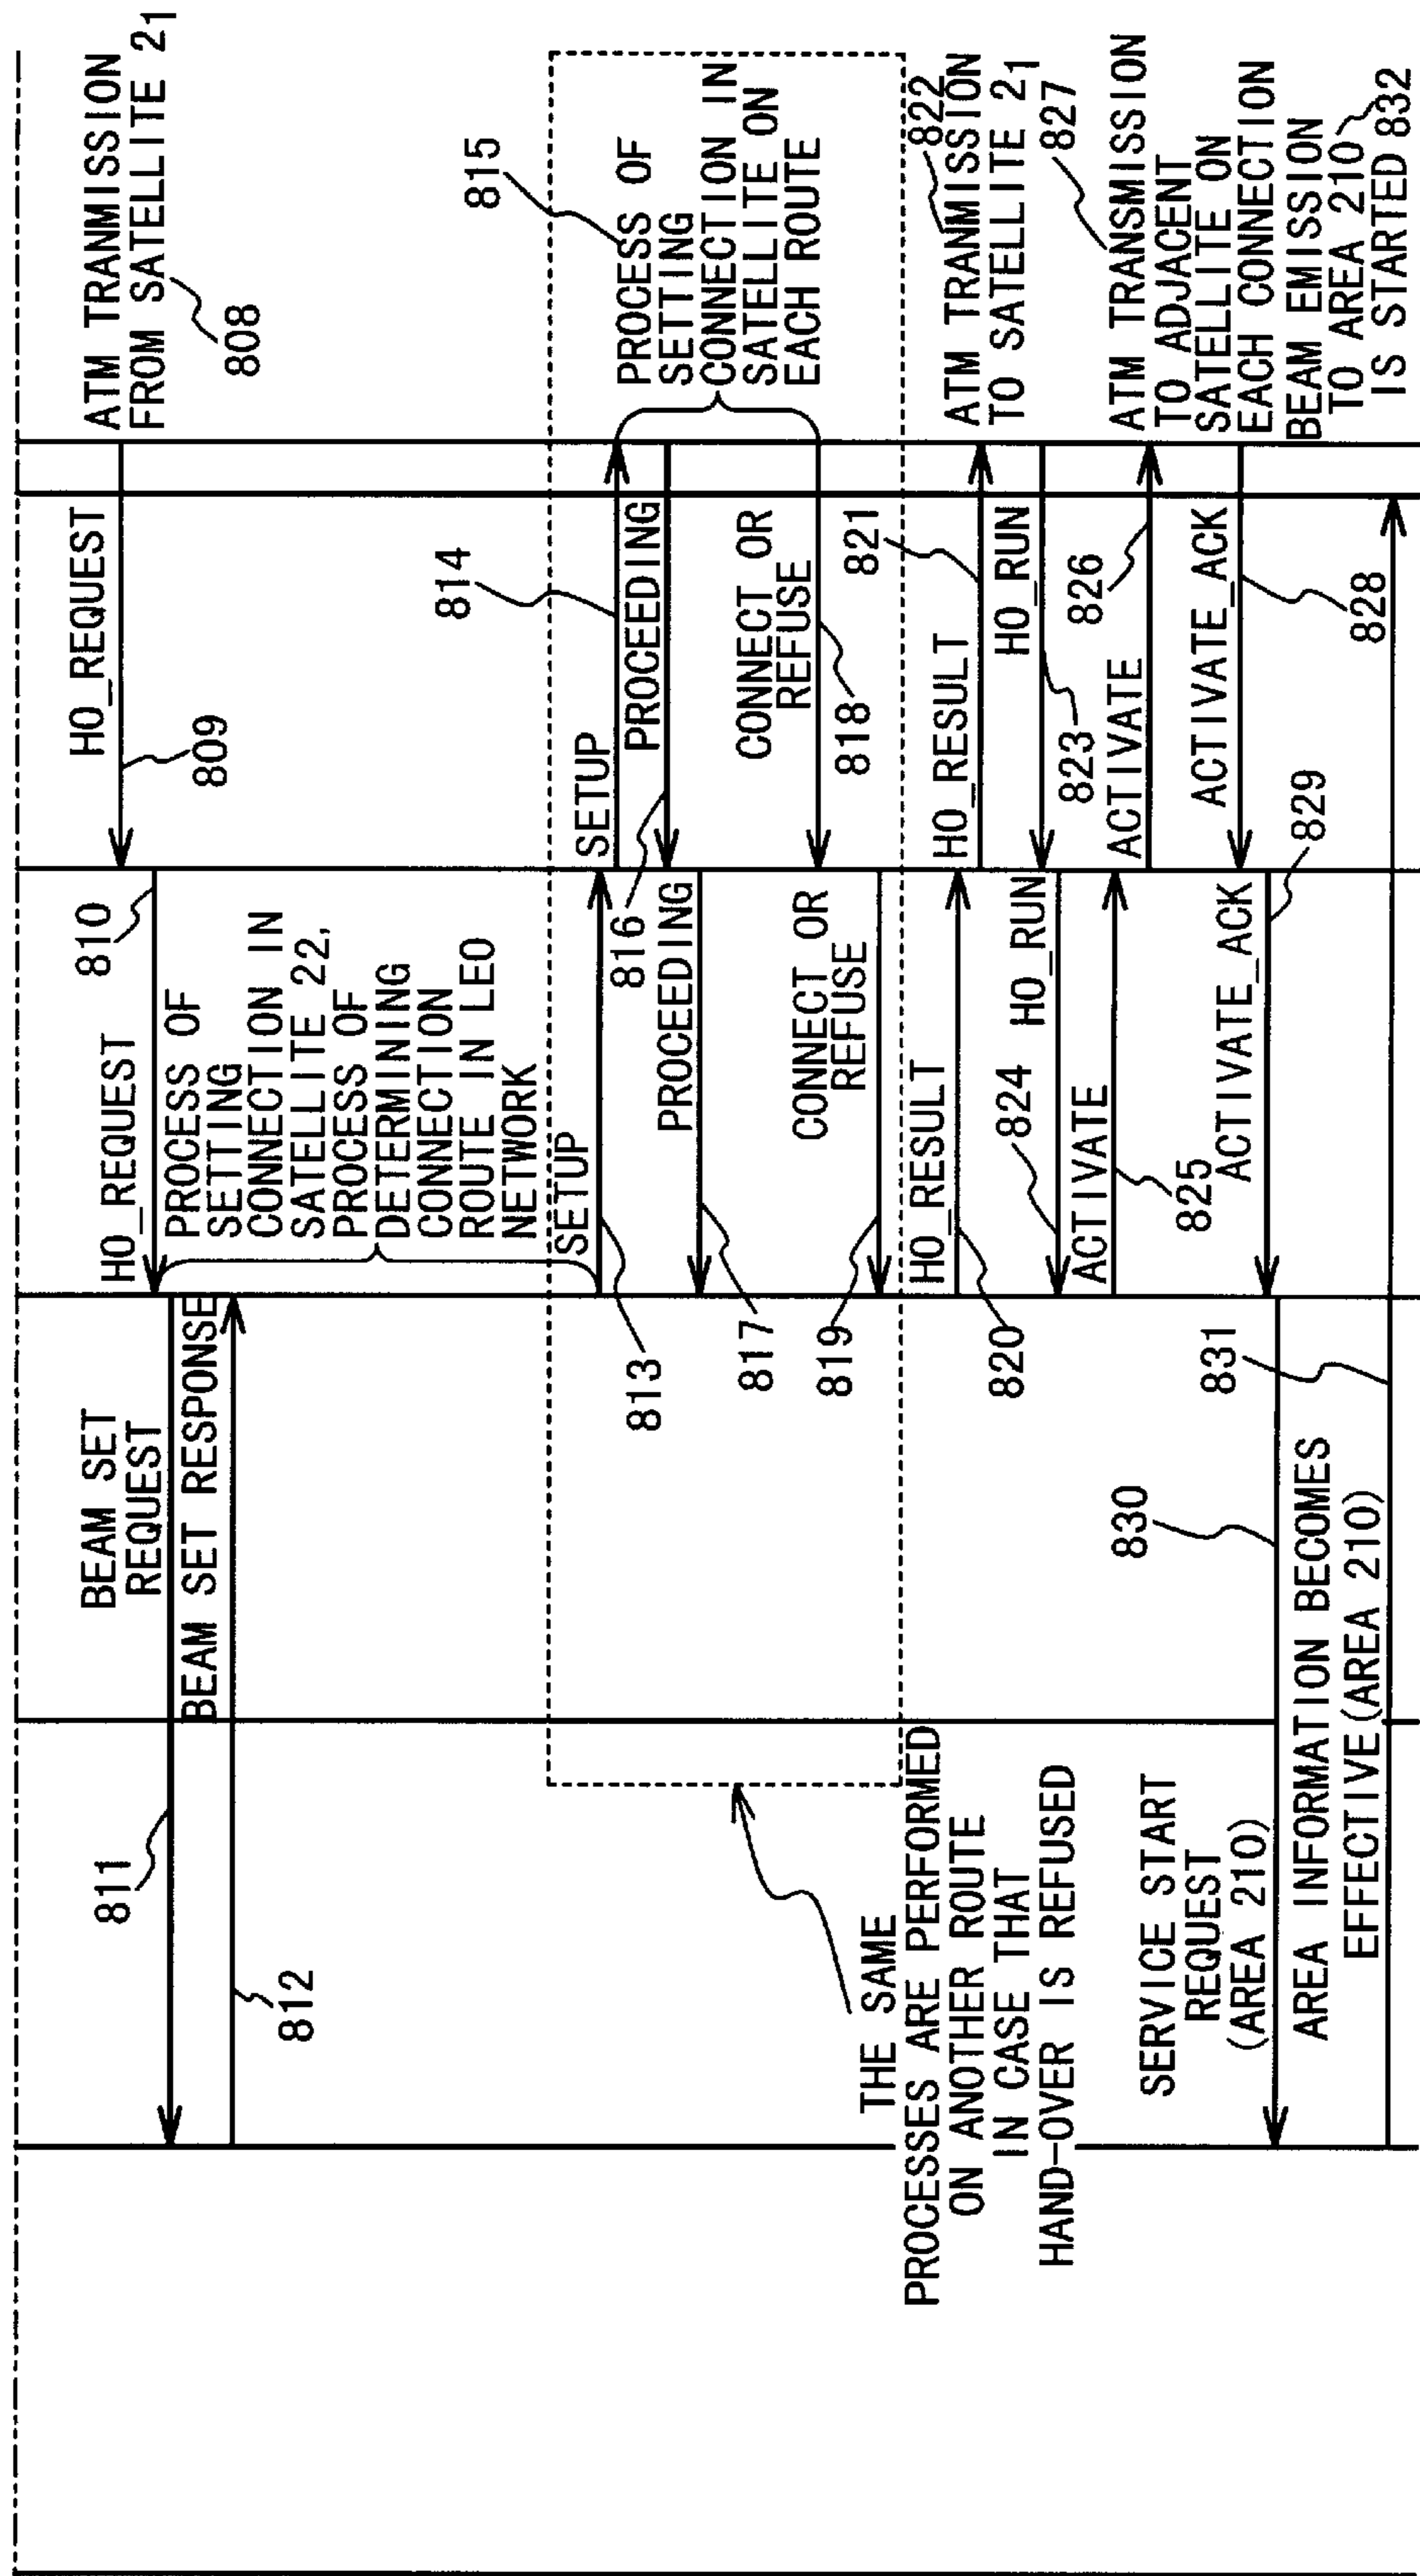 ATM TRANMISSION
FROM SATELLITE 21
808
HO_REQUEST
809
810
HO_REQUEST
BEAM SET
REQUEST
811
BEAM SET RESPONSE
812
PROCESS OF
SETTING
CONNECTION IN
SATELLITE 22,
PROCESS OF
DETERMINING
CONNECTION
ROUTE IN LEO
NETWORK
SETUP
813
SETUP
814
815
PROCESS OF
SETTING
CONNECTION IN
SATELLITE ON
EACH ROUTE
PROCEEDING
816
PROCEEDING
817
CONNECT OR
REFUSE
818
CONNECT OR
REFUSE
819
THE SAME
PROCESSES ARE PERFORMED
ON ANOTHER ROUTE
IN CASE THAT
HAND-OVER IS REFUSED
HO_RESULT
820
HO_RESULT
821
822
ATM TRANMISSION
TO SATELLITE 21
HO_RUN
823
HO_RUN
824
ACTIVATE
825
ACTIVATE
826
827
ATM TRANSMISSION
TO ADJACENT
SATELLITE ON
EACH CONNECTION
ACTIVATE_ACK
828
ACTIVATE_ACK
829
SERVICE START
REQUEST
(AREA 210)
830
AREA INFORMATION BECOMES
EFFECTIVE(AREA 210)
831
BEAM EMISSION
TO AREA 210
IS STARTED 832